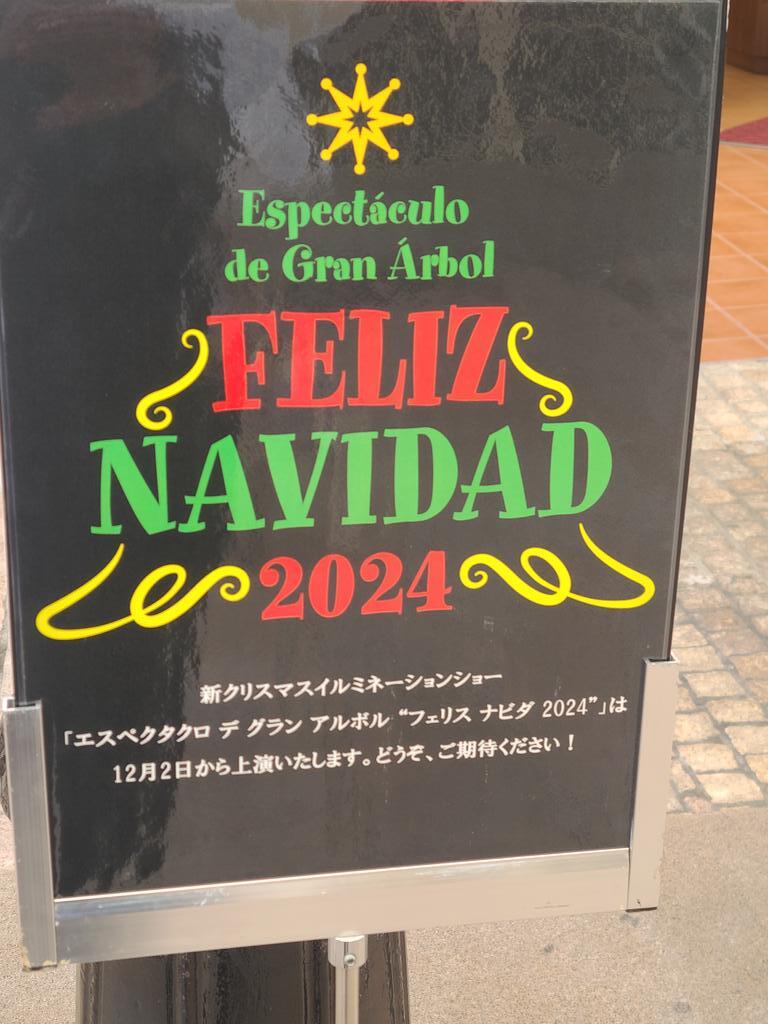 Espectáculo
de Gran Árbol
FELIZ
NAVIDAD
2024
新クリスマスイルミネーションショー
「エスペクタクロ デ グラン アルボル “フェリス ナビダ 2024”」は
12月2日から上演いたします。どうぞ、ご期待ください！